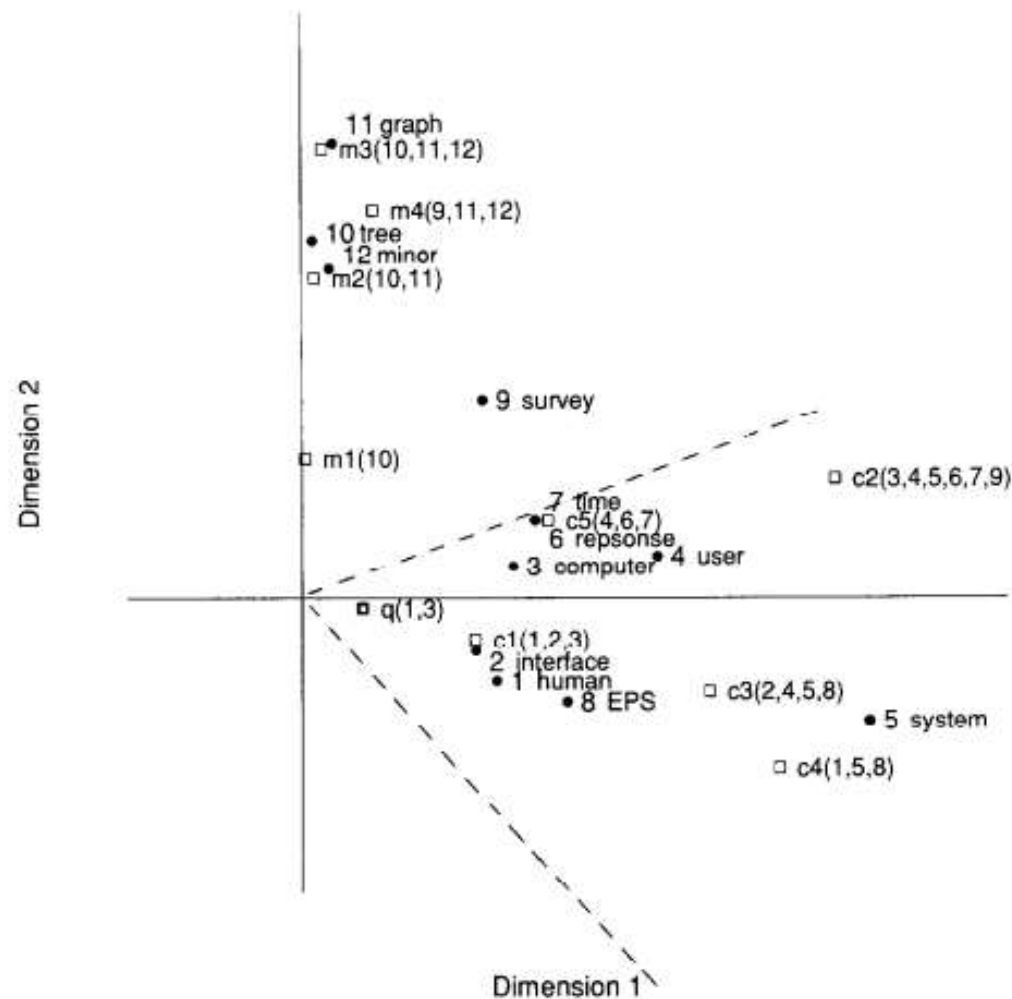 11 graph
m3(10,11,12)
m4(9,11,12)
10 tree
12 minor
m2(10,11)
9 survey
m1(10)
c2(3,4,5,6,7,9)
7 time
c5(4,6,7)
6 repsonse
4 user
3 computer
q(1,3)
c1(1,2,3)
2 interface
1 human
c3(2,4,5,8)
8 EPS
5 system
c4(1,5,8)
Dimension 2
Dimension 1